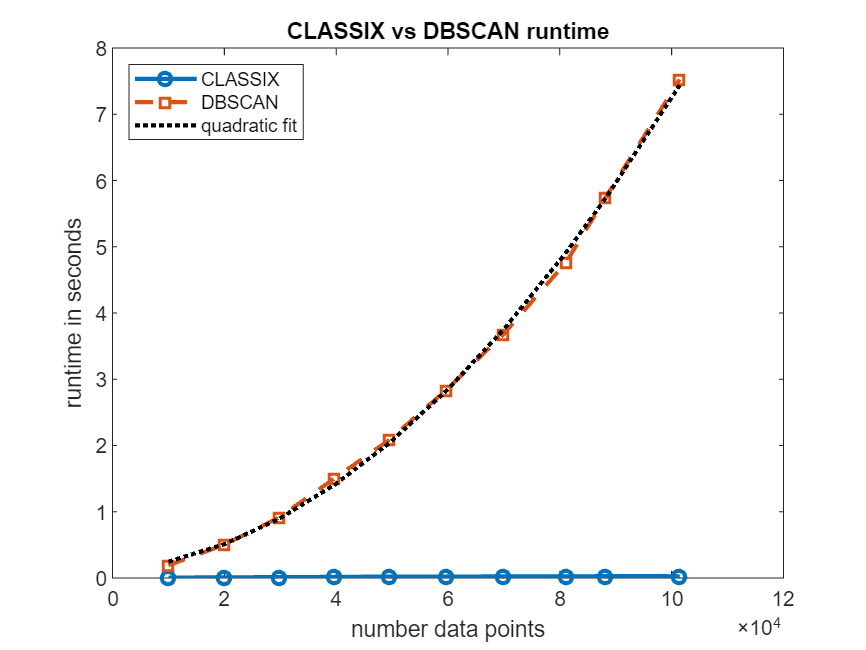 CLASSIX vs DBSCAN runtime
CLASSIX
DBSCAN
quadratic fit
8
7
6
5
4
3
2
1
0
runtime in seconds
0 2 4 6 8 10 12
×10⁴
number data points